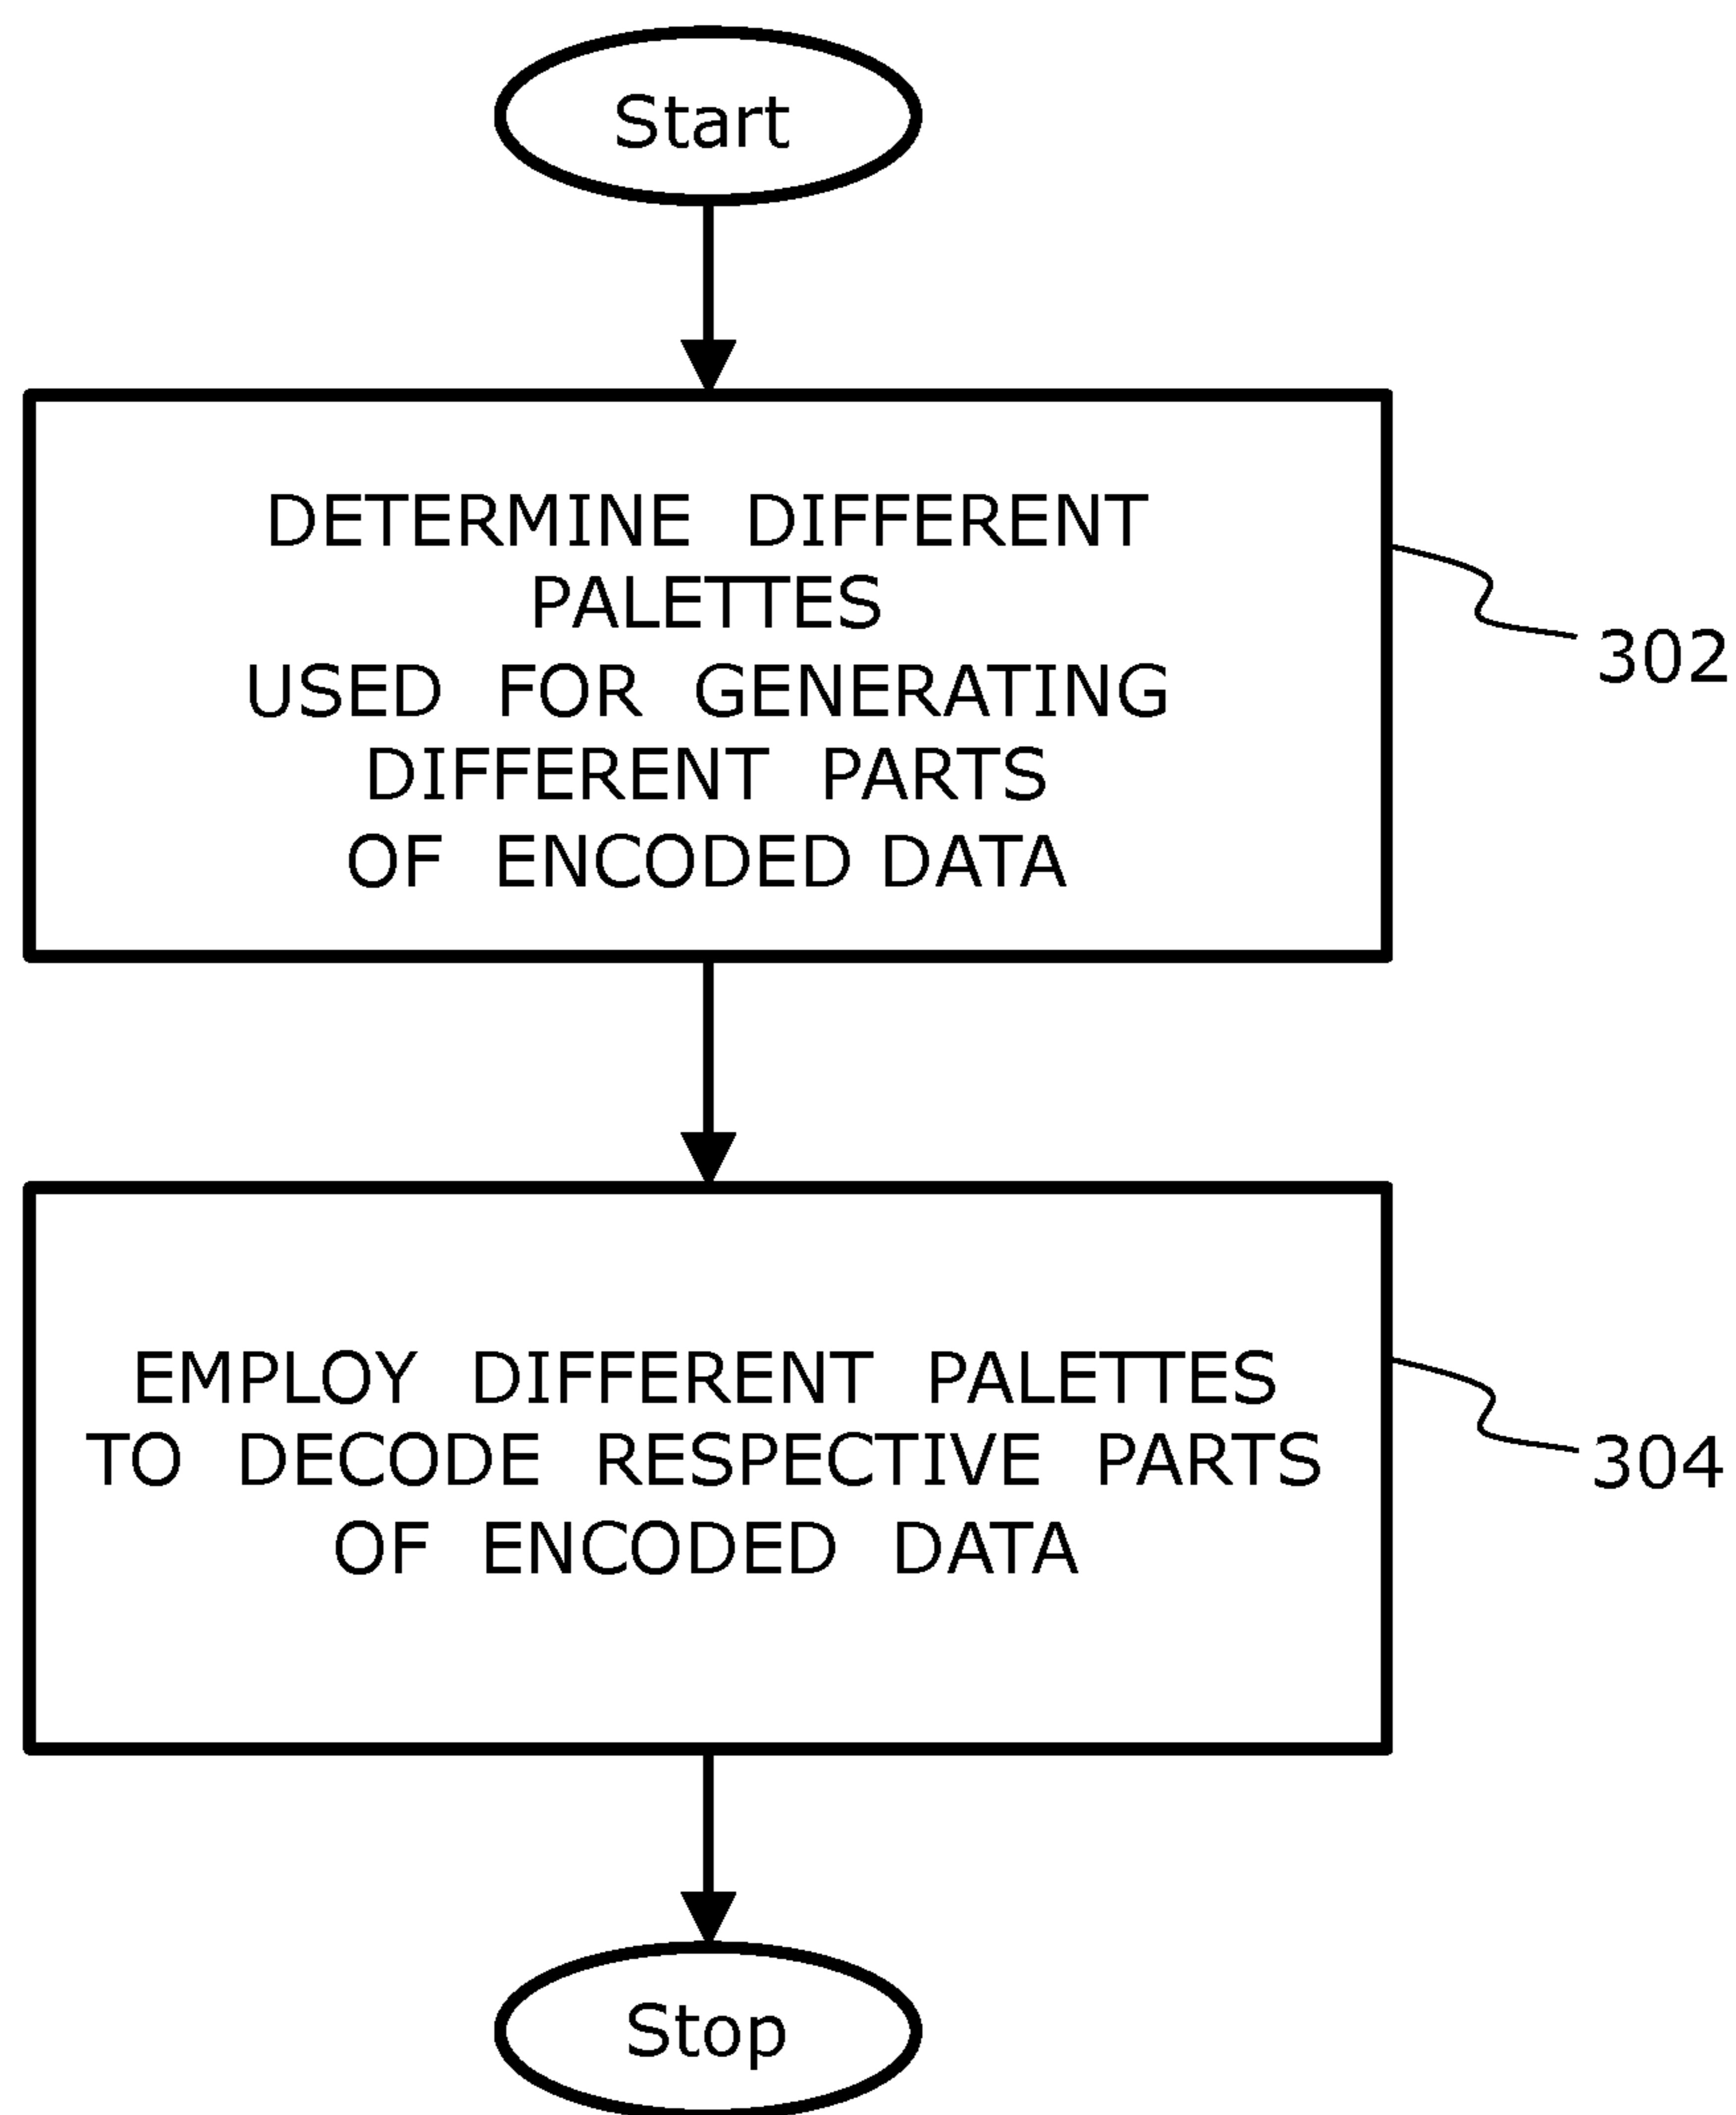 Start
DETERMINE DIFFERENT
PALETTES
USED FOR GENERATING
DIFFERENT PARTS
OF ENCODED DATA
302
EMPLOY DIFFERENT PALETTES
TO DECODE RESPECTIVE PARTS
OF ENCODED DATA
304
Stop